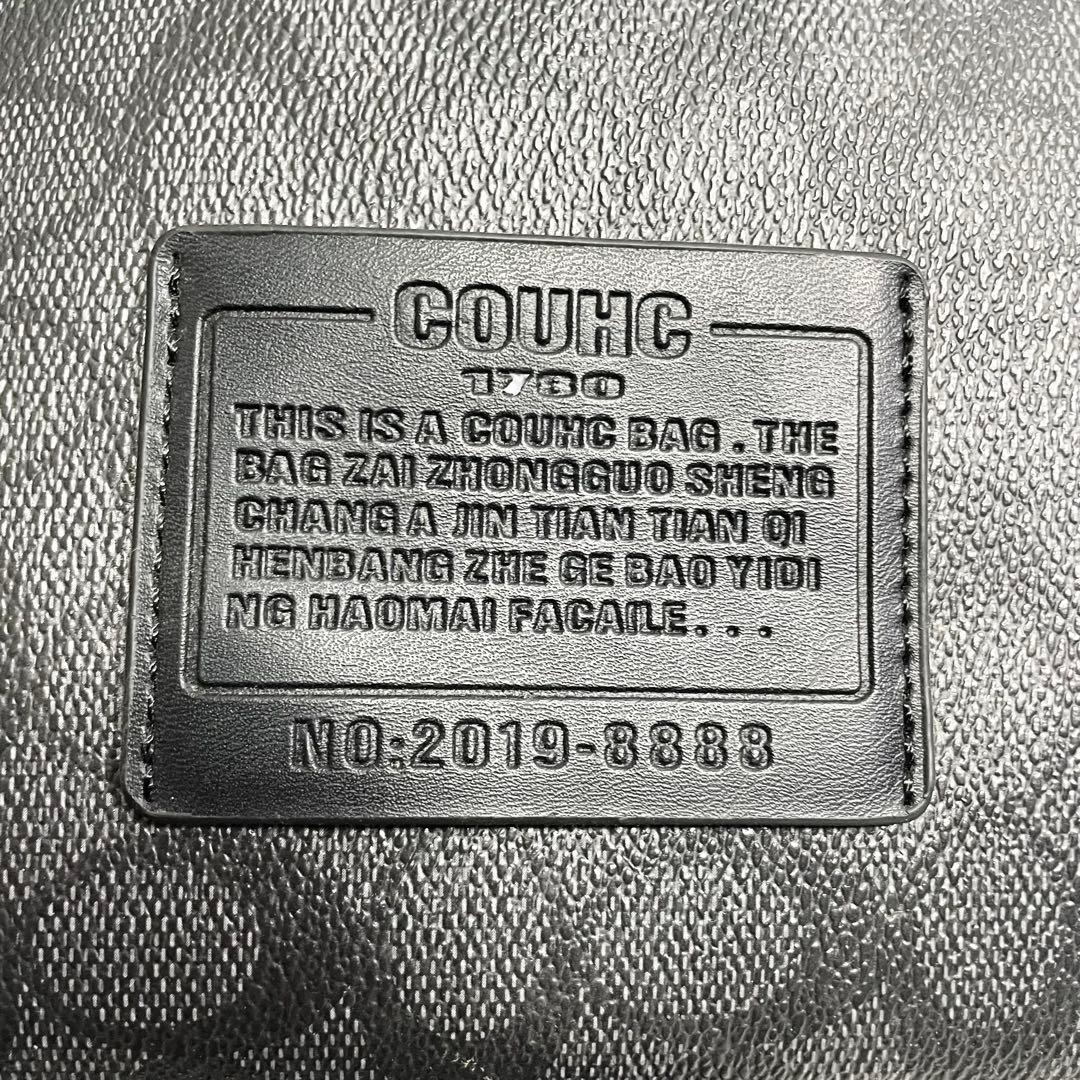 COUHC
1780
THIS IS A COUHC BAG . THE
BAG ZAI ZHONGGUO SHENG
CHANG A JIN TIAN TIAN QI
HENBANG ZHE GE BAO YIDI
NG HAOMAI FACAILE. . .
NO:2019-8888